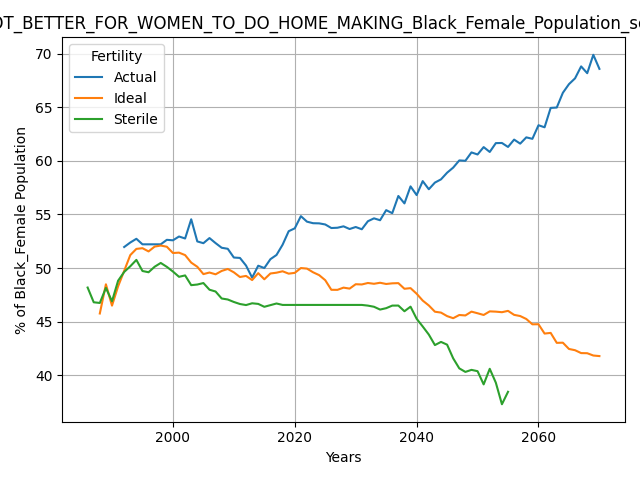 OT_BETTER_FOR_WOMEN_TO_DO_HOME_MAKING_Black_Female_Population_s
Fertility
Actual
Ideal
Sterile
% of Black_Female Population
70
65
60
55
50
45
40
2000
2020
2040
2060
Years